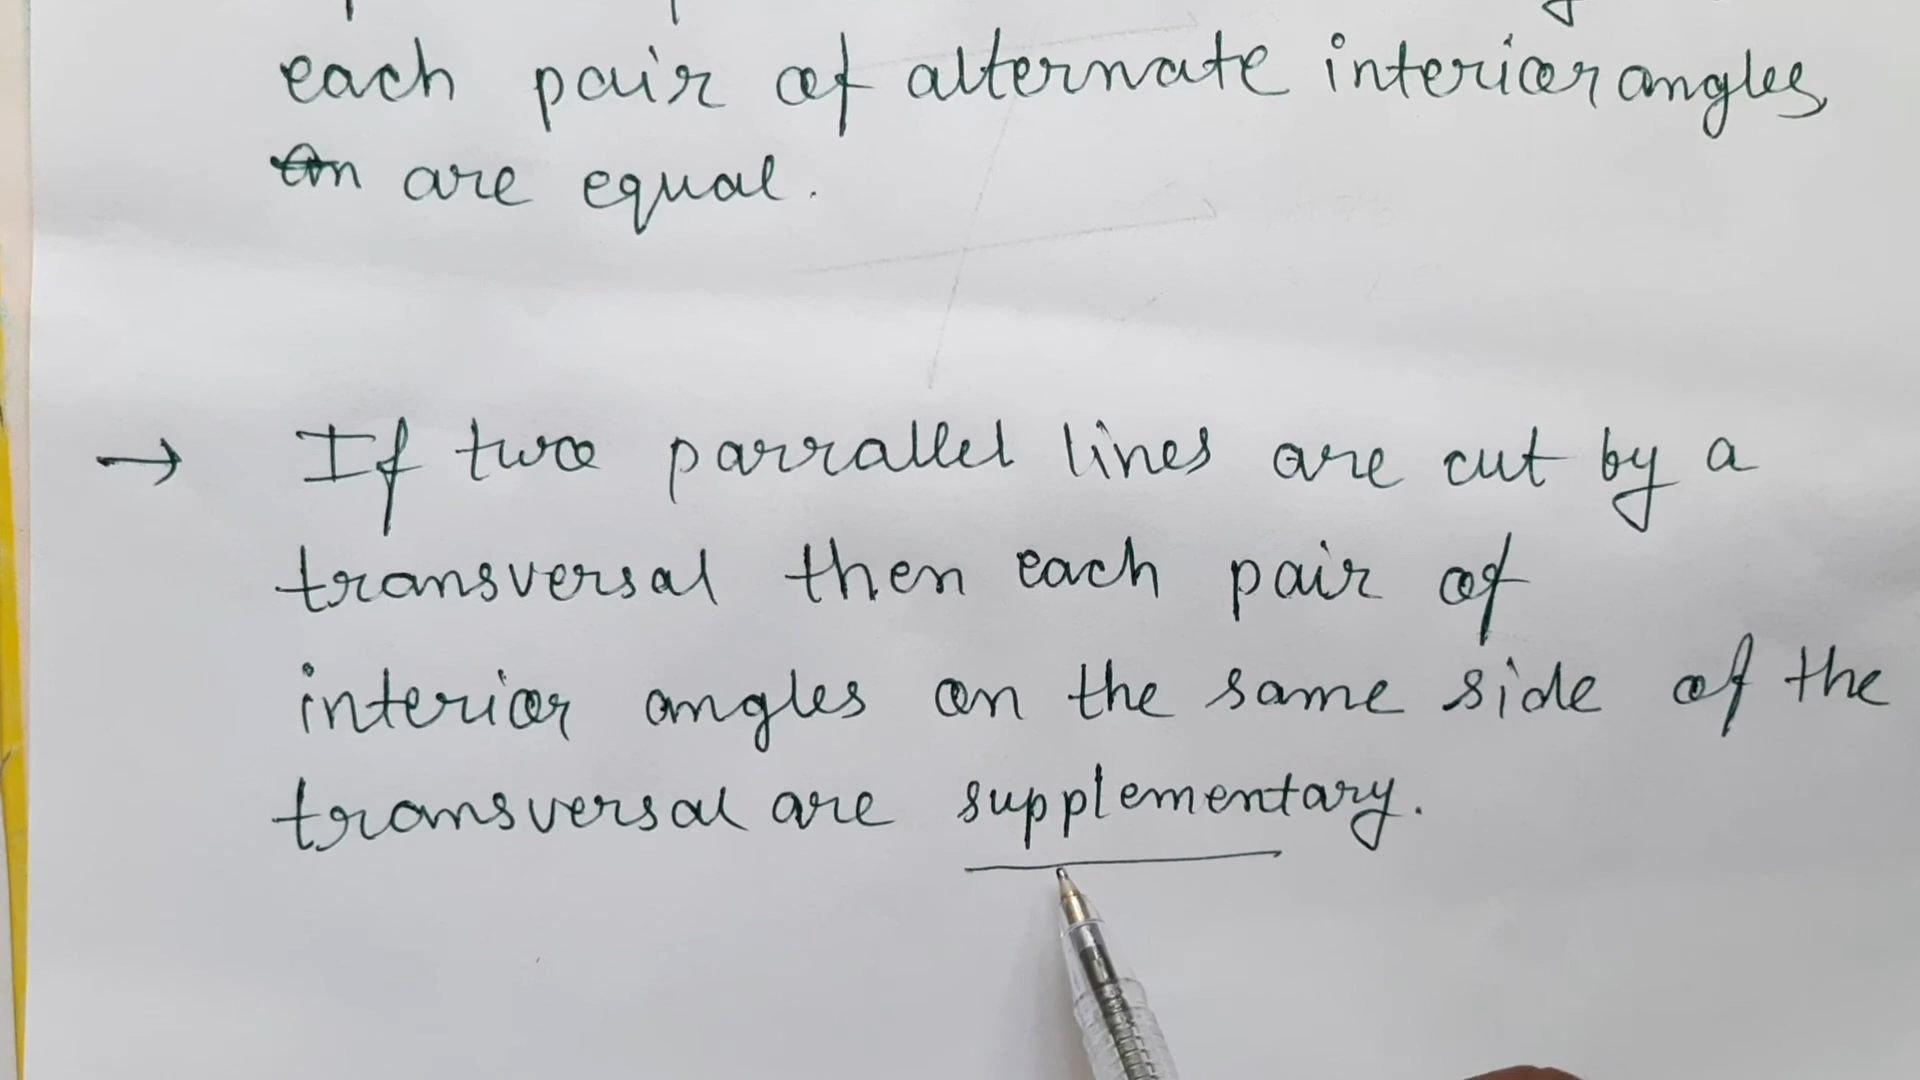 each pair of alternate interior angles
are equal.
→ If two parrallel lines are cut by a
transversal then each pair of
interior angles on the same side of the
transversal are supplementary.